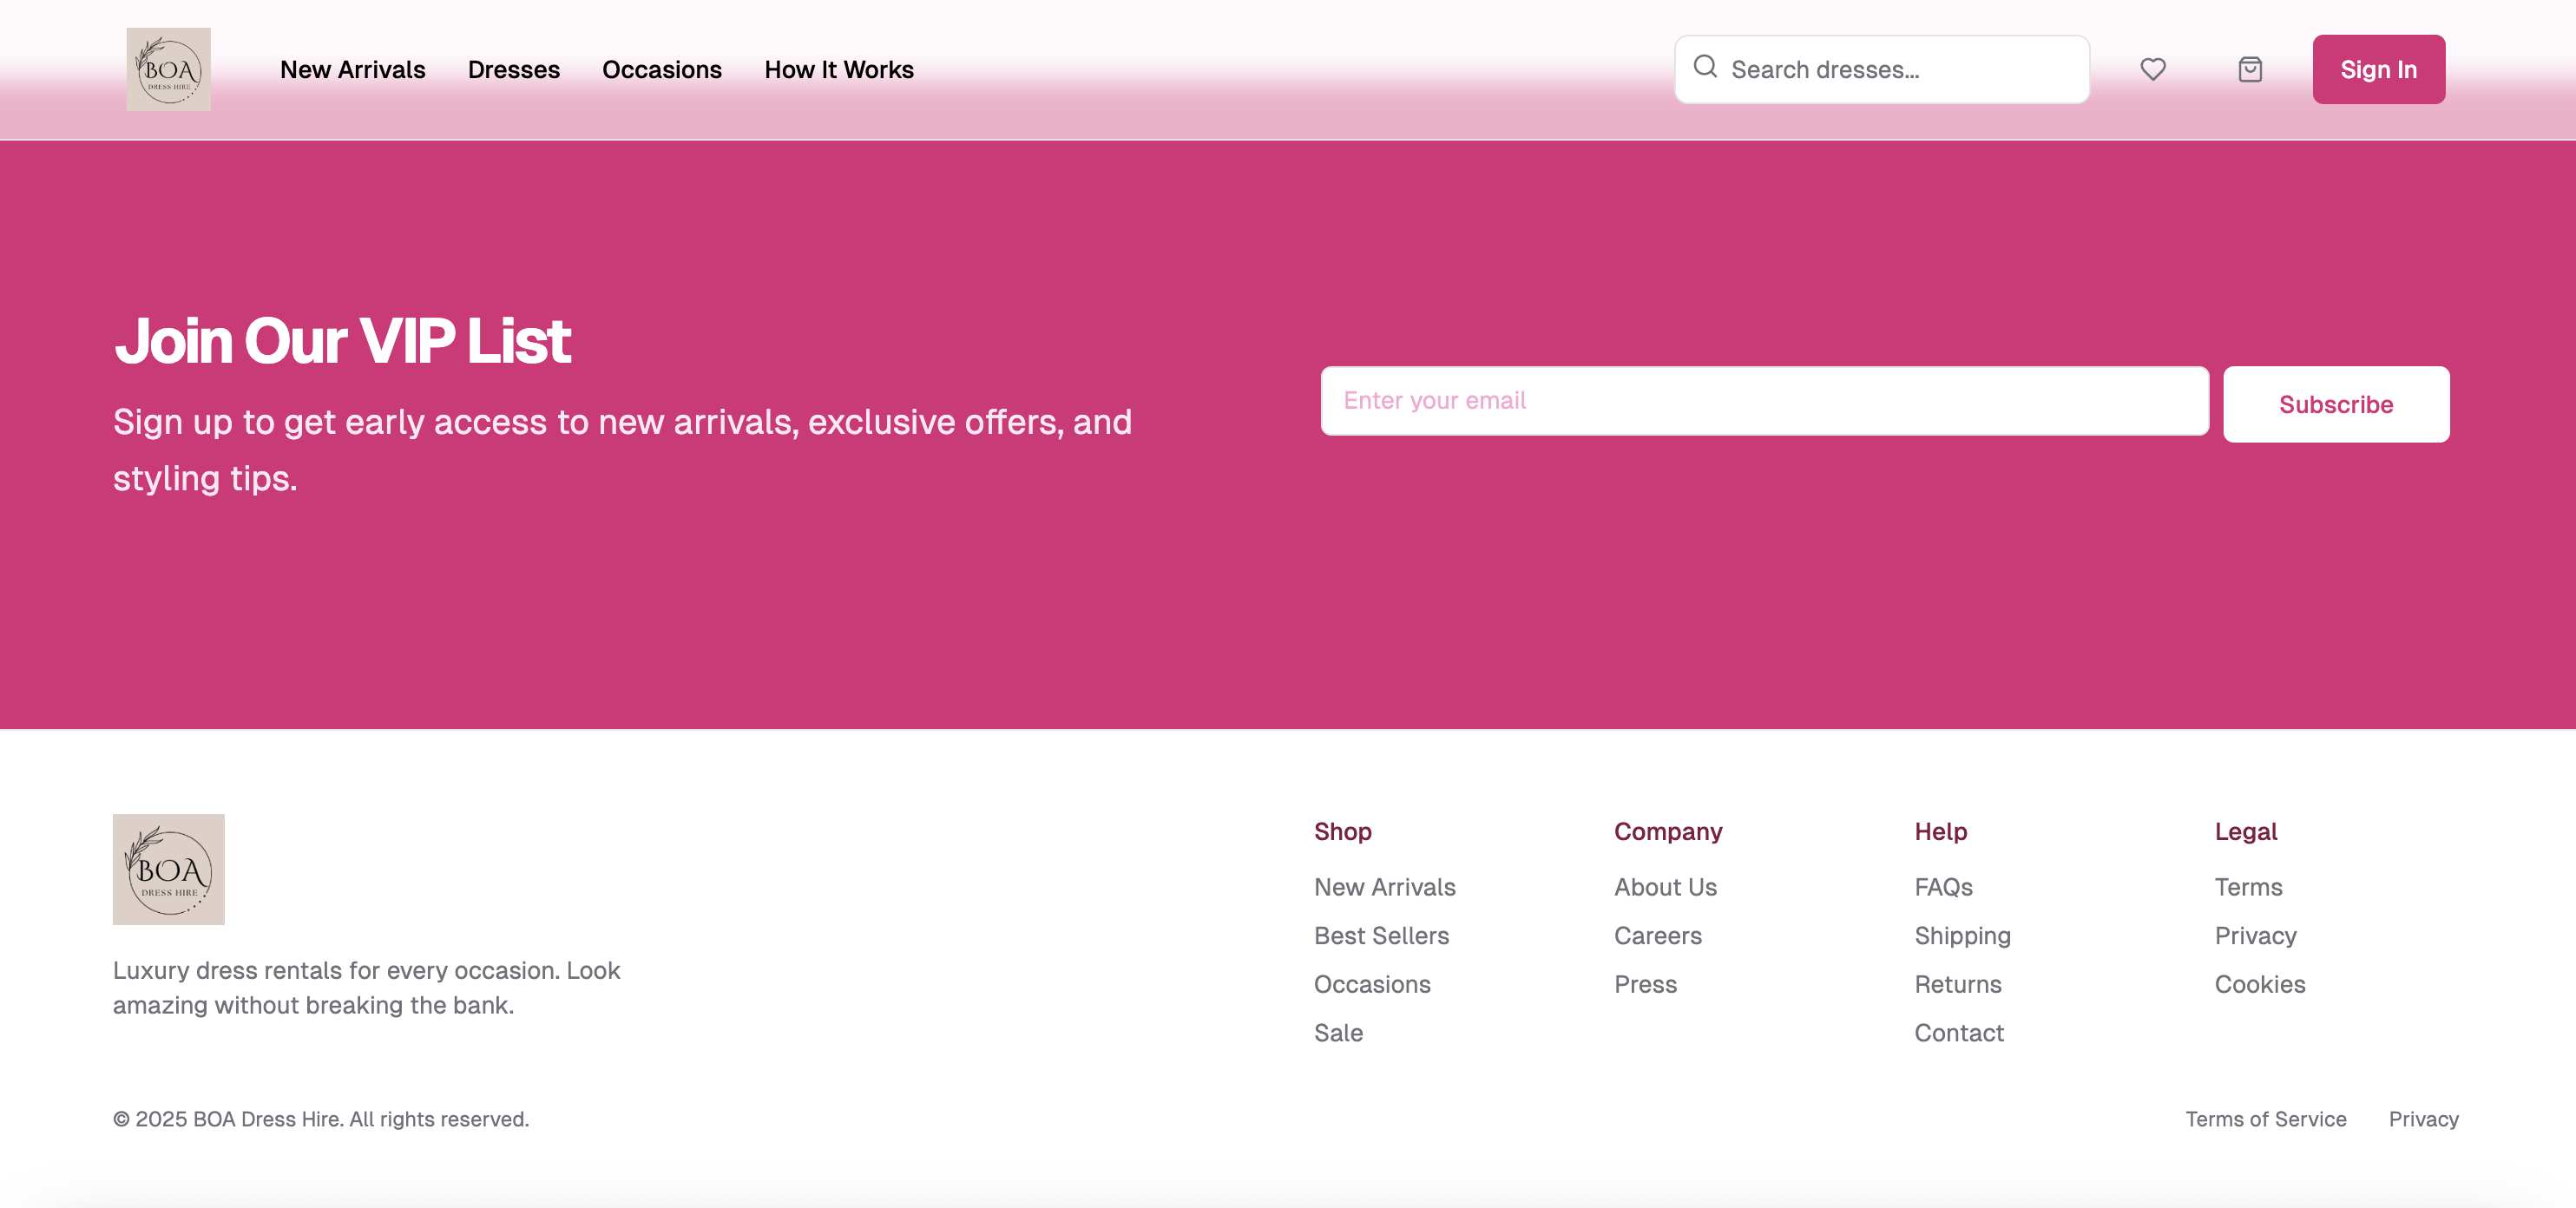 BOA
DRESS HIRE
New Arrivals
Dresses
Occasions
How It Works
Search dresses...
Sign In
Join Our VIP List
Sign up to get early access to new arrivals, exclusive offers, and
styling tips.
Enter your email
Subscribe
BOA
DRESS HIRE
Luxury dress rentals for every occasion. Look
amazing without breaking the bank.
Shop
New Arrivals
Best Sellers
Occasions
Sale
Company
About Us
Careers
Press
Help
FAQs
Shipping
Returns
Contact
Legal
Terms
Privacy
Cookies
© 2025 BOA Dress Hire. All rights reserved.
Terms of Service
Privacy